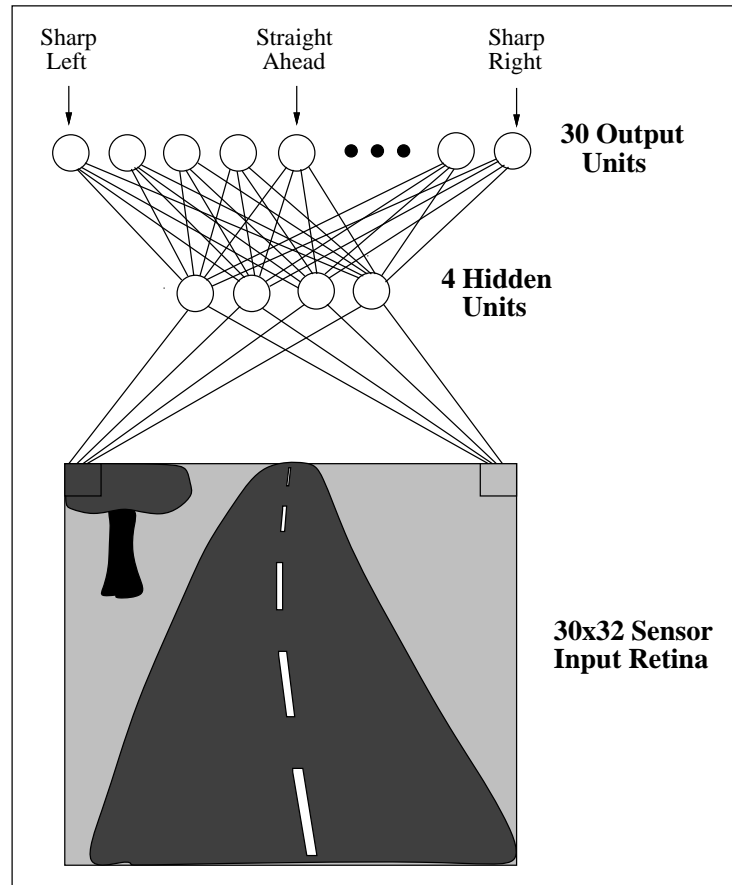 Sharp
Left
Straight
Ahead
Sharp
Right
30 Output
Units
4 Hidden
Units
30x32 Sensor
Input Retina